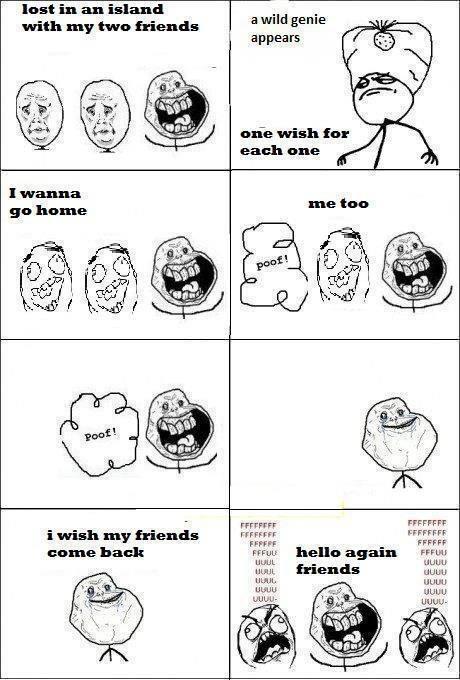 lost in an island
with my two friends
a wild genie
appears
one wish for
each one
I wanna
go home
me too
poof!
poof!
i wish my friends
come back
FFFFFFFF
FFFFFFFF
FFFFFF
FFFUU
UUUL
UUUL
UUUU
UUUU-
hello again
friends
FFFFFFFF
FFFFFFFF
FFFFFF
FFFUU
UUUU
UUUU
UUUU
UUUU-